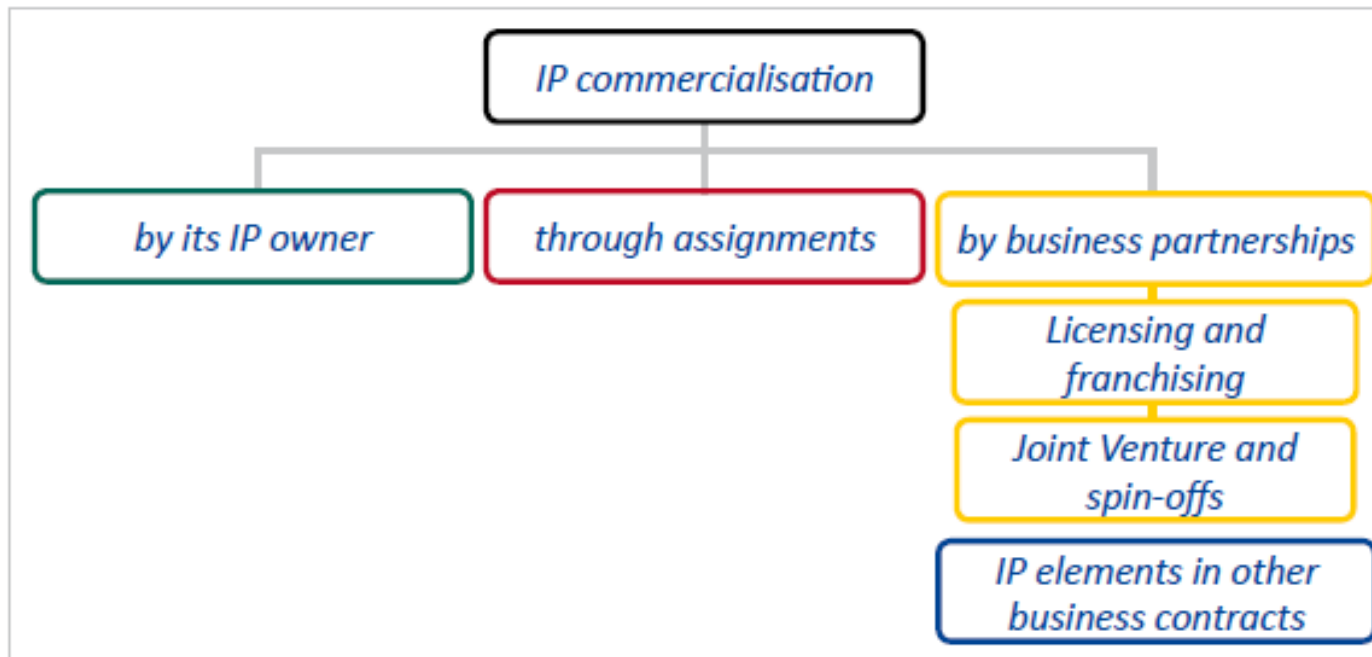 IP commercialisation
by its IP owner
through assignments
by business partnerships
Licensing and
franchising
Joint Venture and
spin-offs
IP elements in other
business contracts